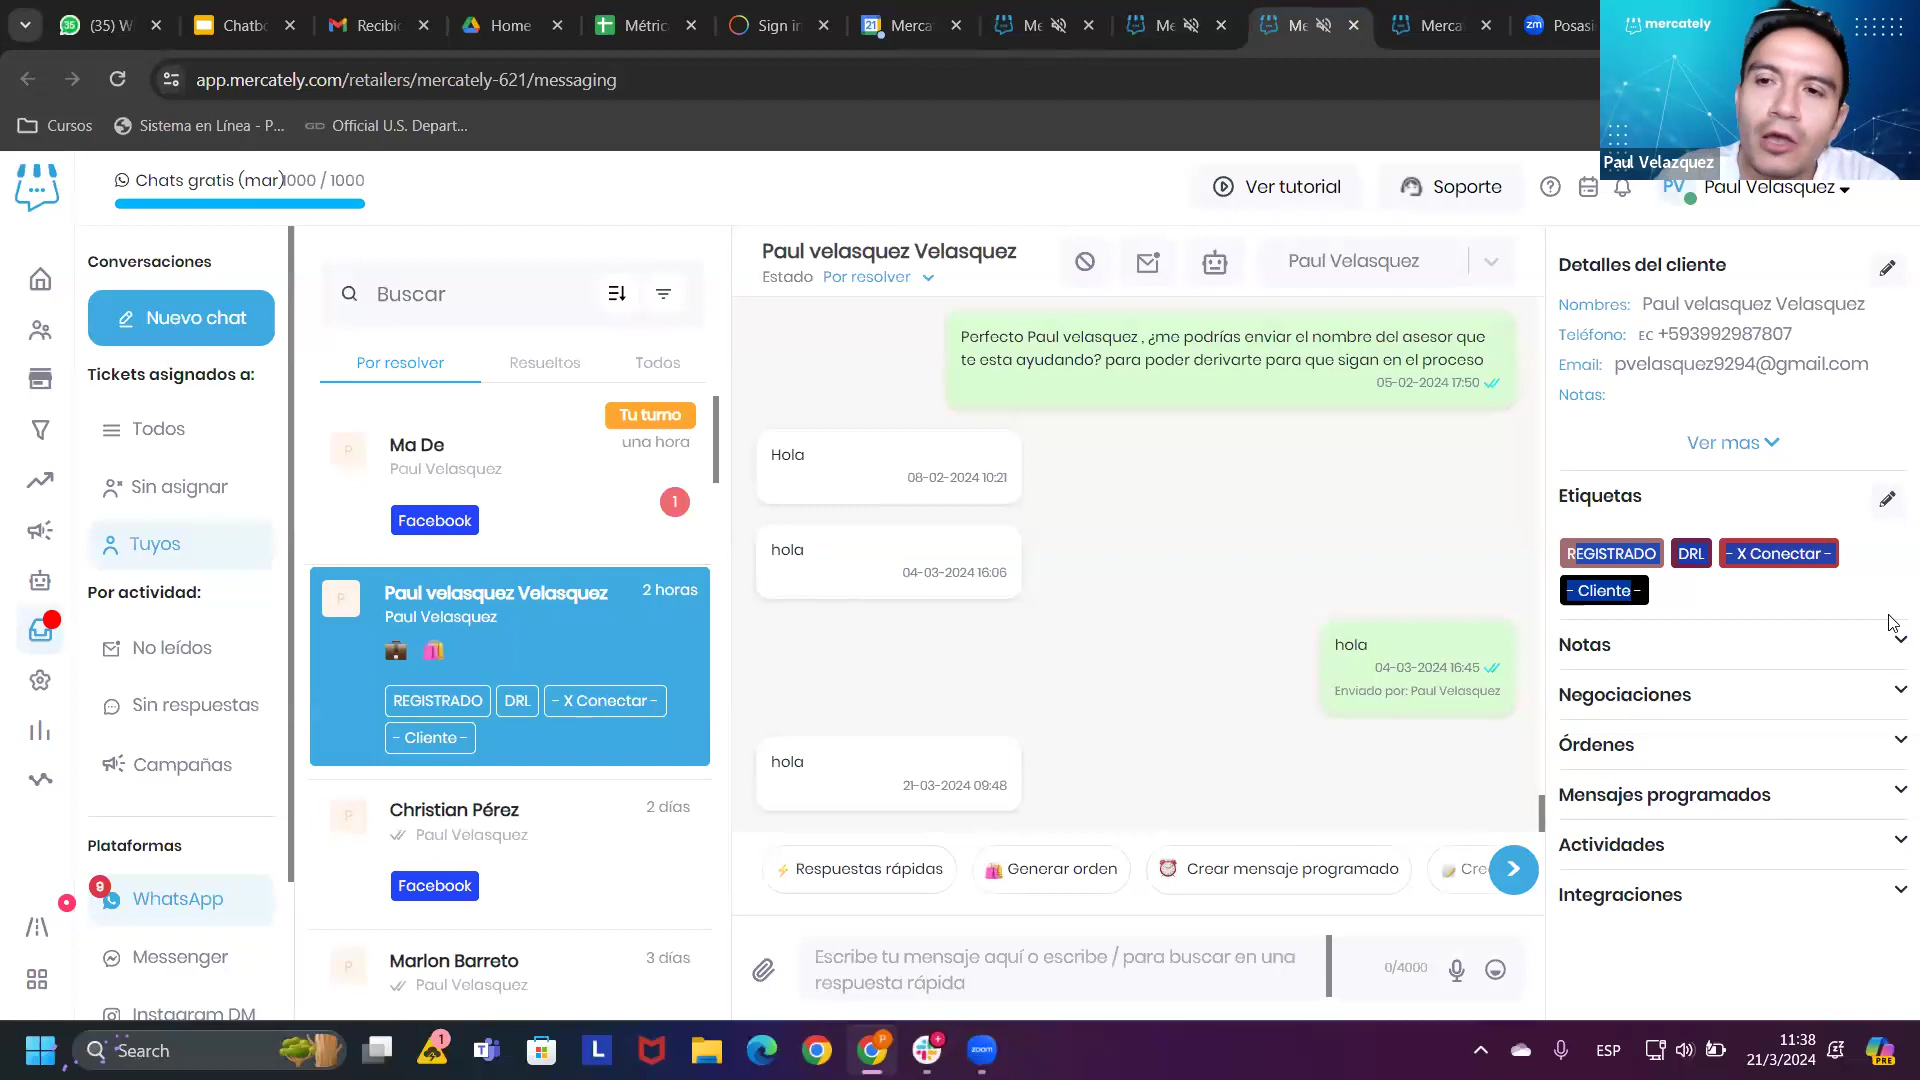 (35) W
Chatbo
Recibi
Home
Métric
Sign in
Merca
Me
Me
Me
Merca
zm Posasi
mercately
app.mercately.com/retailers/mercately-621/messaging
Cursos
Sistema en Línea - P...
Official U.S. Depart...
Paul Velazquez
Chats gratis (mar)
1000 / 1000
Ver tutorial
Soporte
PV
Paul Velasquez
Conversaciones
Nuevo chat
Tickets asignados a:
Todos
Sin asignar
Tuyos
Por actividad:
No leídos
Sin respuestas
Campañas
Plataformas
9
WhatsApp
Messenger
Instagram DM
Buscar
Por resolver
Resueltos
Todos
Tu turno
P
Ma De
una hora
Paul Velasquez
1
Facebook
P
Paul velasquez Velasquez
2 horas
Paul Velasquez
REGISTRADO
DRL
- X Conectar -
- Cliente -
P
Christian Pérez
2 días
Paul Velasquez
Facebook
P
Marlon Barreto
3 días
Paul Velasquez
Paul velasquez Velasquez
Estado Por resolver
Paul Velasquez
Perfecto Paul velasquez , ¿me podrías enviar el nombre del asesor que
te esta ayudando? para poder derivarte para que sigan en el proceso
05-02-2024 17:50
Hola
08-02-2024 10:21
hola
04-03-2024 16:06
hola
04-03-2024 16:45
Enviado por: Paul Velasquez
hola
21-03-2024 09:48
Respuestas rápidas
Generar orden
Crear mensaje programado
Cre
Escribe tu mensaje aquí o escribe / para buscar en una
respuesta rápida
0/4000
Detalles del cliente
Nombres: Paul velasquez Velasquez
Teléfono: EC +593992987807
Email: pvelasquez9294@gmail.com
Notas:
Ver mas
Etiquetas
REGISTRADO
DRL
- X Conectar -
- Cliente -
Notas
Negociaciones
Órdenes
Mensajes programados
Actividades
Integraciones
Search
1
L
zoom
ESP
11:38
21/3/2024
PRE